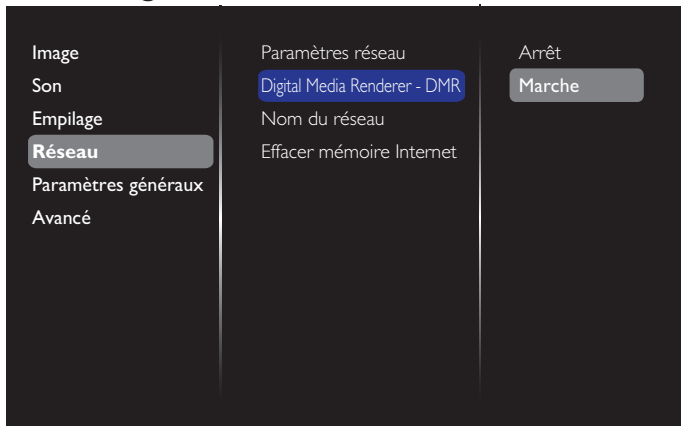 Image
Son
Empilage
Réseau
Paramètres généraux
Avancé
Paramètres réseau
Digital Media Renderer - DMR
Nom du réseau
Effacer mémoire Internet
Arrêt
Marche